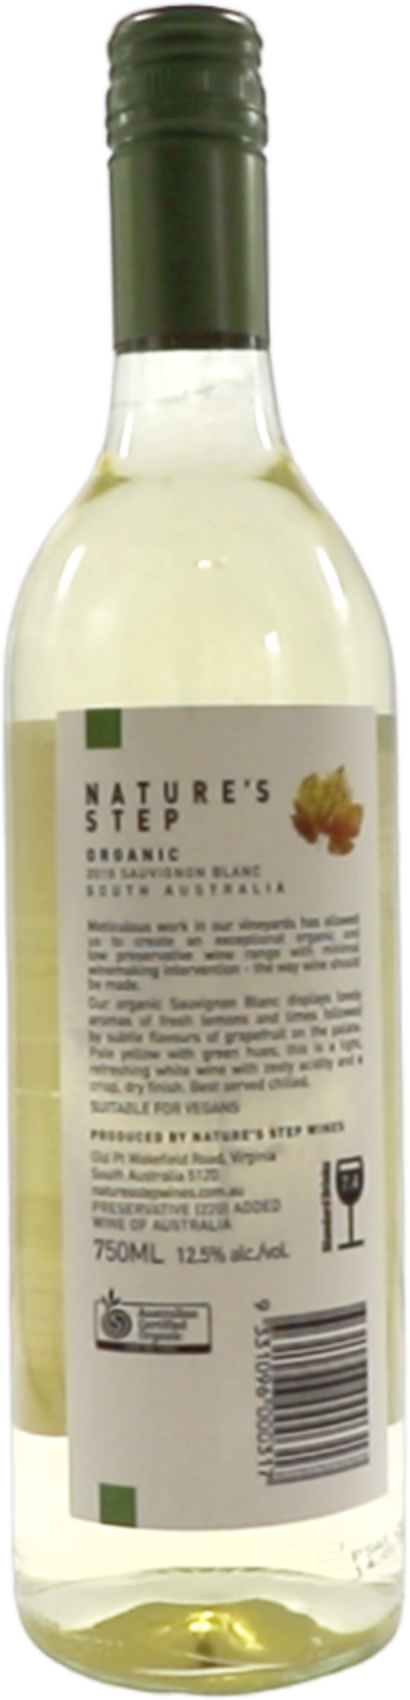 NATURE'S
STEP
ORGANIC
2018 SAUVIGNON BLANC
SOUTH AUSTRALIA
Meticulous work in our vineyards has allowed
us to create an exceptional organic and
low preservative wine range with minimal
winemaking intervention - the way wine should
be made.
Our organic Sauvignon Blanc displays lovely
aromas of fresh lemons and limes followed
by subtle flavours of grapefruit on the palate.
Pale yellow with green hues, this is a light,
refreshing white wine with zesty acidity and a
crisp, dry finish. Best served chilled.
SUITABLE FOR VEGANS
PRODUCED BY NATURE'S STEP WINES
Old Pt Wakefield Road, Virginia
South Australia 5120
naturesstepwines.com.au
PRESERVATIVE (220) ADDED
WINE OF AUSTRALIA
750ML 12.5% alc./vol.
Standard Drinks
7.4
Australian
Certified
Organic
9 331096 000317